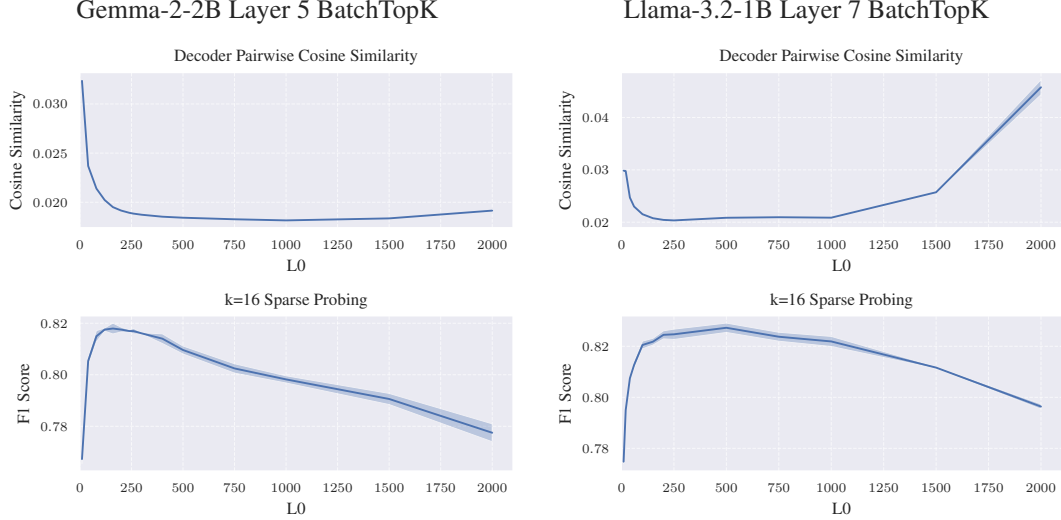 Gemma-2-2B Layer 5 BatchTopK
Decoder Pairwise Cosine Similarity
Cosine Similarity
0.030
0.025
0.020
0 250 500 750 1000 1250 1500 1750 2000
L0
k=16 Sparse Probing
F1 Score
0.82
0.80
0.78
0 250 500 750 1000 1250 1500 1750 2000
L0
Llama-3.2-1B Layer 7 BatchTopK
Decoder Pairwise Cosine Similarity
Cosine Similarity
0.04
0.03
0.02
0 250 500 750 1000 1250 1500 1750 2000
L0
k=16 Sparse Probing
F1 Score
0.82
0.80
0.78
0 250 500 750 1000 1250 1500 1750 2000
L0